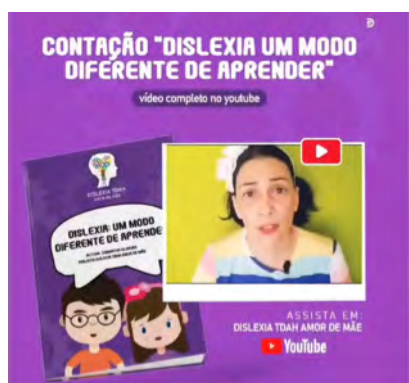 CONTAÇÃO "DISLEXIA UM MODO
DIFERENTE DE APRENDER"
vídeo completo no youtube
DISLEXIA TDAH
DISLEXIA: UM MODO
DIFERENTE DE APRENDER
ASSISTA EM:
DISLEXIA TDAH AMOR DE MÃE
YouTube